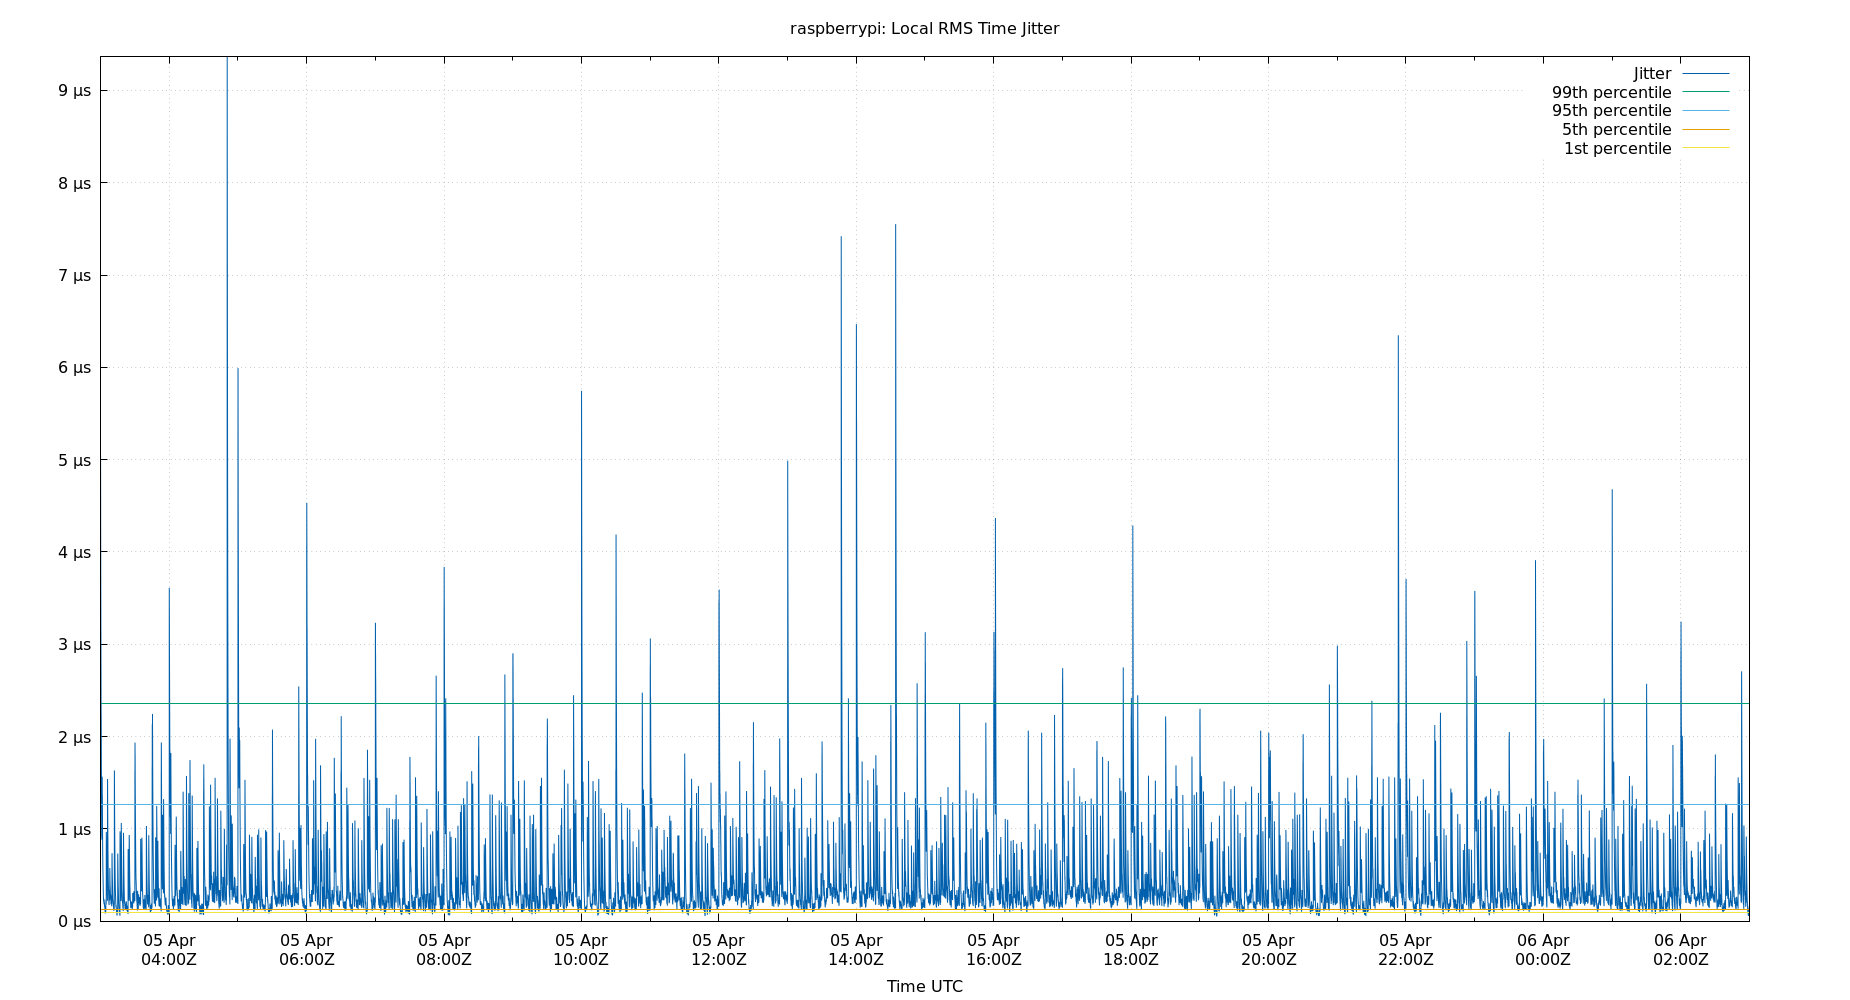 raspberrypi: Local RMS Time Jitter
Jitter
99th percentile
95th percentile
5th percentile
1st percentile
9 µs
8 µs
7 µs
6 µs
5 µs
4 µs
3 µs
2 µs
1 µs
0 µs
05 Apr 05 Apr 05 Apr 05 Apr 05 Apr 05 Apr 05 Apr 05 Apr 05 Apr 05 Apr 06 Apr 06 Apr
04:00Z 06:00Z 08:00Z 10:00Z 12:00Z 14:00Z 16:00Z 18:00Z 20:00Z 22:00Z 00:00Z 02:00Z
Time UTC